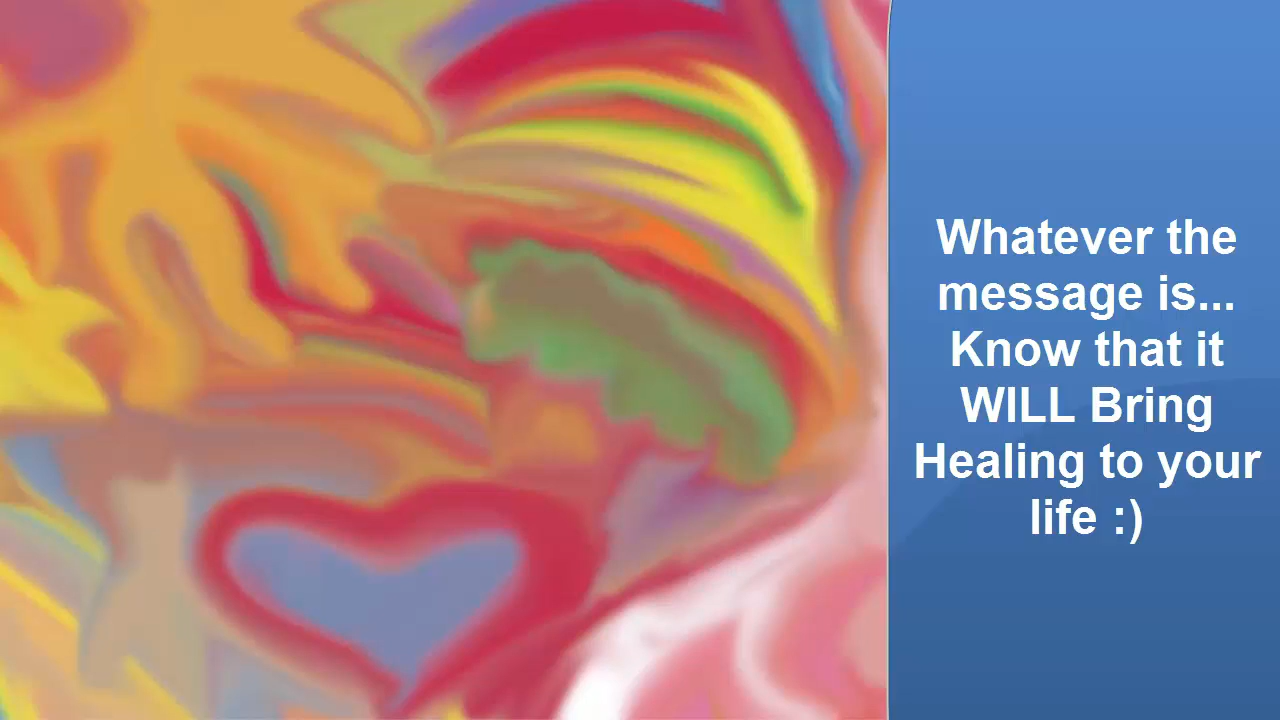 Whatever the
message is...
Know that it
WILL Bring
Healing to your
life :)